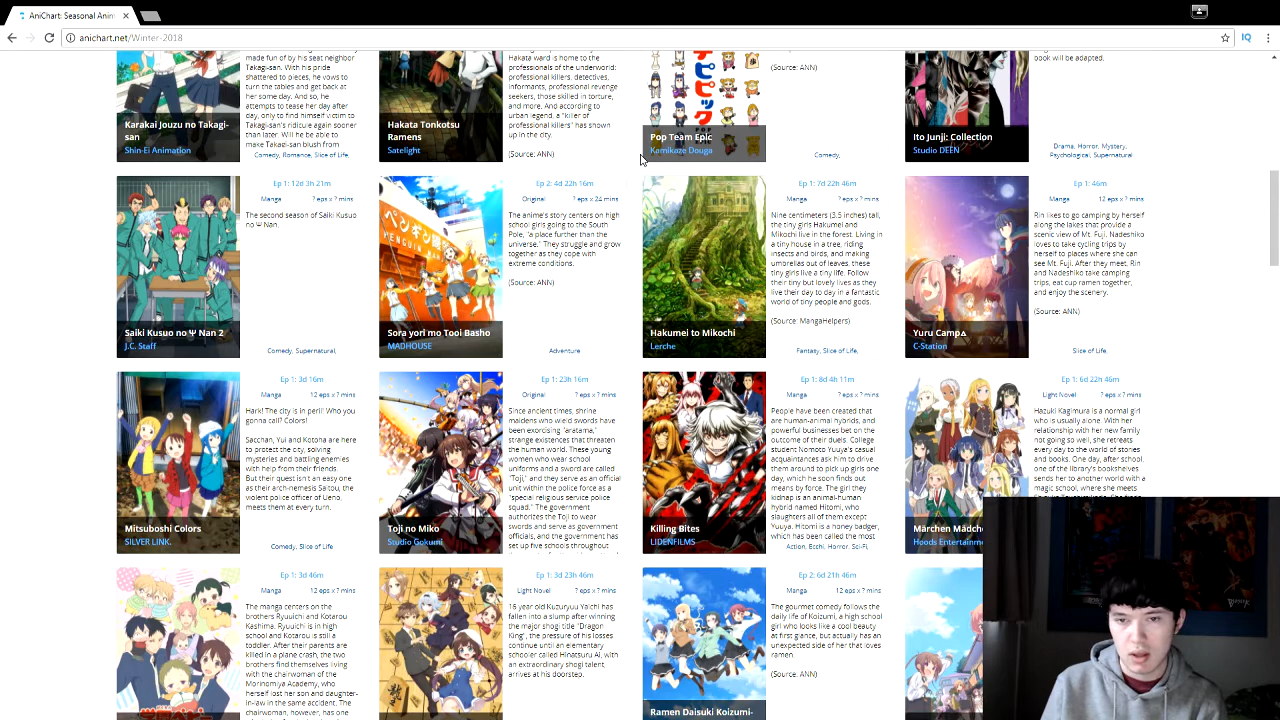 AniChart: Seasonal Anim
anichart.net/Winter-2018
IQ
made fun of by his seat neighbor
Takagi-san. With his pride
shattered to pieces, he vows to
turn the tables and get back at
her some day. And so, he
attempts to tease her day after
day, only to find himself victim to
Takagi-san's ridicule again sooner
than later. Will he be able to
make Takagi-san blush from
Comedy, Romance, Slice of Life,
Karakai Jouzu no Takagi-
san
Shin-Ei Animation
Hakata ward is home to the
professionals of the underworld:
professional killers, detectives,
informants, professional revenge
seekers, those skilled in torture,
and more. And according to
urban legend, a "killer of
professional killers" has shown
up in the city.
(Source: ANN)
Hakata Tonkotsu
Ramens
Satelight
(Source: ANN)
Comedy,
Pop Team Epic
Kamikaze Douga
book will be adapted.
Drama, Horror, Mystery,
Psychological, Supernatural
Ito Junji: Collection
Studio DEEN
Ep 1: 12d 3h 21m
Manga ? eps x ? mins
The second season of Saiki Kusuo
no Ψ Nan.
Comedy, Supernatural,
Saiki Kusuo no Ψ Nan 2
J.C. Staff
Ep 2: 4d 22h 16m
Original ? eps x 24 mins
The anime's story centers on high
school girls going to the South
Pole, "a place further than the
universe." They struggle and grow
together as they cope with
extreme conditions.
(Source: ANN)
Adventure
Sora yori mo Tooi Basho
MADHOUSE
Ep 1: 7d 22h 46m
Manga ? eps x ? mins
Nine centimeters (3.5 inches) tall,
the tiny girls Hakumei and
Mikochi live in the forest. Living in
a tiny house in a tree, riding
insects and birds, and making
umbrellas out of leaves, these
tiny girls live a tiny life. Follow
their tiny but lovely lives as they
live their day to day in a fantastic
world of tiny people and gods.
(Source: MangaHelpers)
Fantasy, Slice of Life,
Hakumei to Mikochi
Lerche
Ep 1: 46m
Manga 12 eps x ? mins
Rin likes to go camping by herself
along the lakes that provide a
scenic view of Mt. Fuji. Nadeshiko
loves to take cycling trips by
herself to places where she can
see Mt. Fuji. After they meet, Rin
and Nadeshiko take camping
trips, eat cup ramen together,
and enjoy the scenery.
(Source: ANN)
Slice of Life,
Yuru Camp△
C-Station
Ep 1: 3d 16m
Manga 12 eps x ? mins
Hark! The city is in peril! Who you
gonna call? Colors!
Sacchan, Yui and Kotoha are here
to protect the city, solving
mysteries and battling enemies
with help from their friends.
But their quest isn't an easy one
as their arch-nemesis Saitou, the
violent police officer of Ueno,
meets them at every turn.
Comedy, Slice of Life
Mitsuboshi Colors
SILVER LINK.
Ep 1: 23h 16m
Original ? eps x ? mins
Since ancient times, shrine
maidens who wield swords have
been exorcising "aratama,"
strange existences that threaten
the human world. These young
women who wear school
uniforms and a sword are called
"Toji," and they serve as an official
unit within the police force as a
"special religious service police
squad." The government
authorizes the Toji to wear
swords and serve as government
officials, and the government has
set up five schools throughout
Toji no Miko
Studio Gokumi
Ep 1: 8d 4h 11m
Manga ? eps x ? mins
People have been created that
are human-animal hybrids, and
powerful businesses bet on the
outcome of their duels. College
student Nomoto Yuuya's casual
acquaintances ask him to drive
them around to pick up girls one
day, which he soon finds out
means by force. The girl they
kidnap is an animal-human
hybrid named Hitomi, who
slaughters all of them except
Yuuya. Hitomi is a honey badger,
which has been called the most
Action, Ecchi, Horror, Sci-Fi,
Killing Bites
LIDENFILMS
Ep 1: 6d 22h 46m
Light Novel ? eps x ? mins
Hazuki Kagimura is a normal girl
who is usually alone. With her
relationship with her new family
not going so well, she retreats
every day to the world of stories
and books. One day, after school,
one of the library's bookshelves
sends her to another world with a
magic school, where she meets
Märchen Mädche
Hoods Entertainm
Ep 1: 3d 46m
Manga ? eps x ? mins
The manga centers on the
brothers Ryuuichi and Kotarou
Kashima. Ryuuichi is in high
school and Kotarou is still a
toddler. After their parents are
killed in a plane crash, the two
brothers find themselves living
with the chairwoman of the
Morinomiya Academy, who
herself lost her son and daughter-
in-law in the same accident. The
chairwoman, however, has one
Ep 1: 3d 23h 46m
Light Novel ? eps x ? mins
16 year old Kuzuryuu Yaichi has
fallen into a slump after winning
the major shogi title "Dragon
King", the pressure of his losses
continue until an elementary
schooler called Hinatsuru Ai, with
an extraordinary shogi talent,
arrives at his doorstep.
Ep 2: 6d 21h 46m
Manga 12 eps x ? mins
The gourmet comedy follows the
daily life of Koizumi, a high school
girl who looks like a cool beauty
at first glance, but actually has an
unexpected side of her that loves
ramen.
(Source: ANN)
Ramen Daisuki Koizumi-